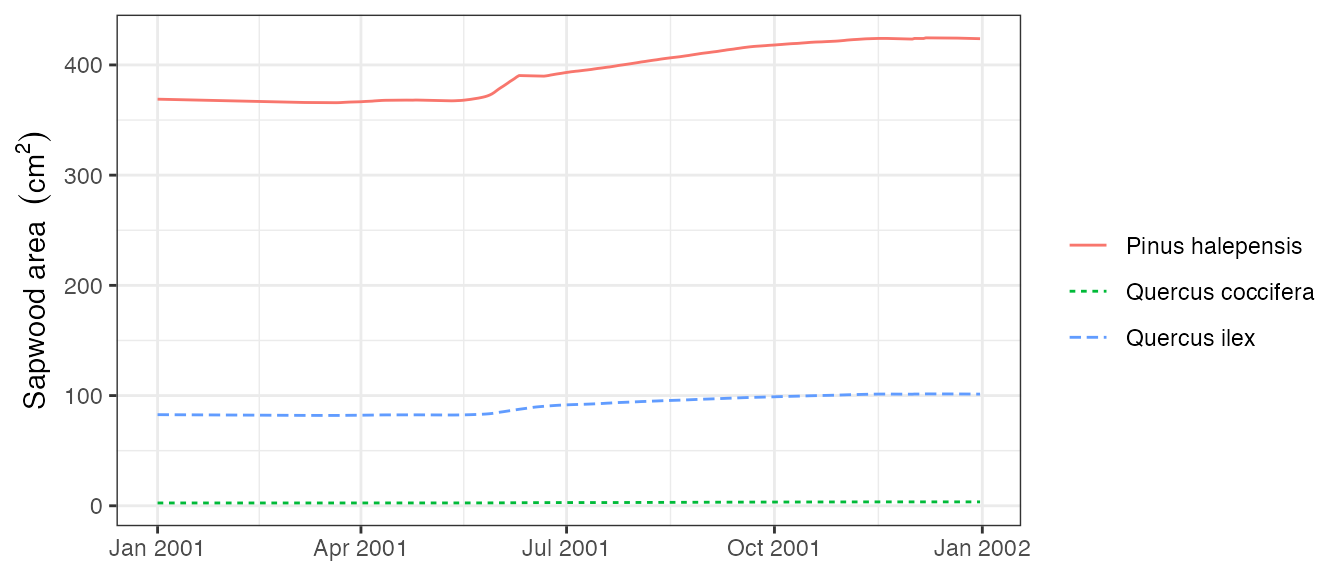 Sapwood area (cm²)
400
300
200
100
0
Jan 2001
Apr 2001
Jul 2001
Oct 2001
Jan 2002
Pinus halepensis
Quercus coccifera
Quercus ilex